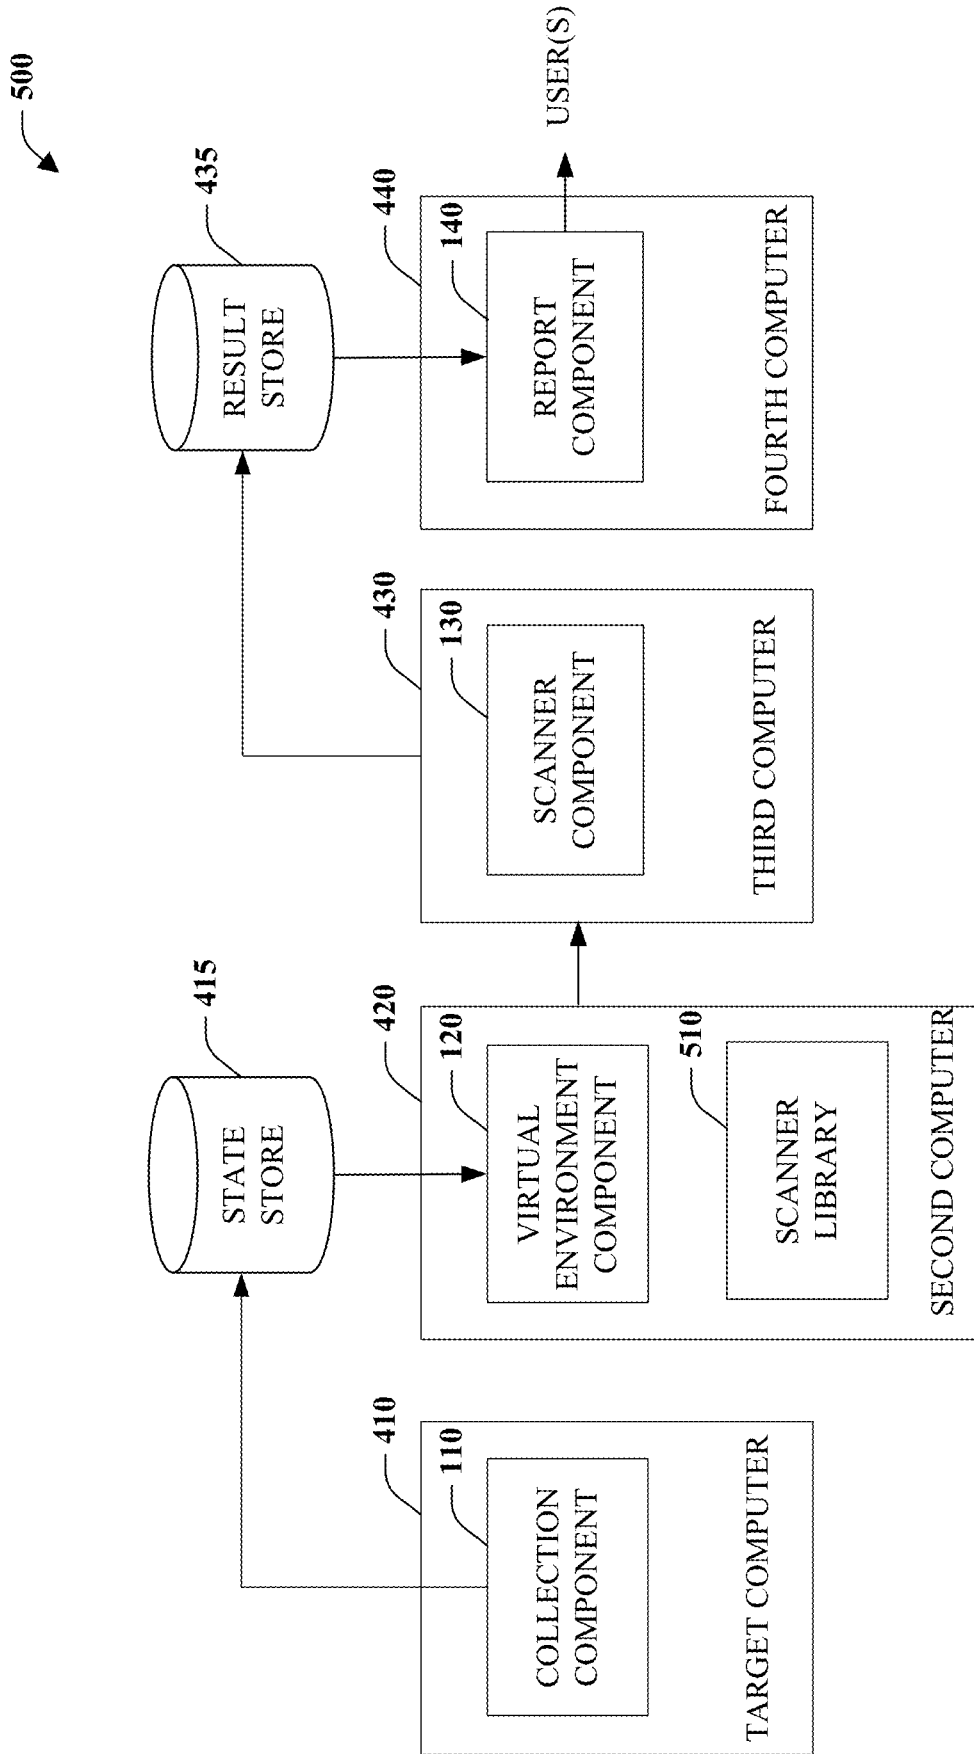 500
415
STATE
STORE
435
RESULT
STORE
410
110
COLLECTION
COMPONENT
TARGET COMPUTER
420
120
VIRTUAL
ENVIRONMENT
COMPONENT
510
SCANNER
LIBRARY
SECOND COMPUTER
430
130
SCANNER
COMPONENT
THIRD COMPUTER
440
140
REPORT
COMPONENT
FOURTH COMPUTER
USER(S)